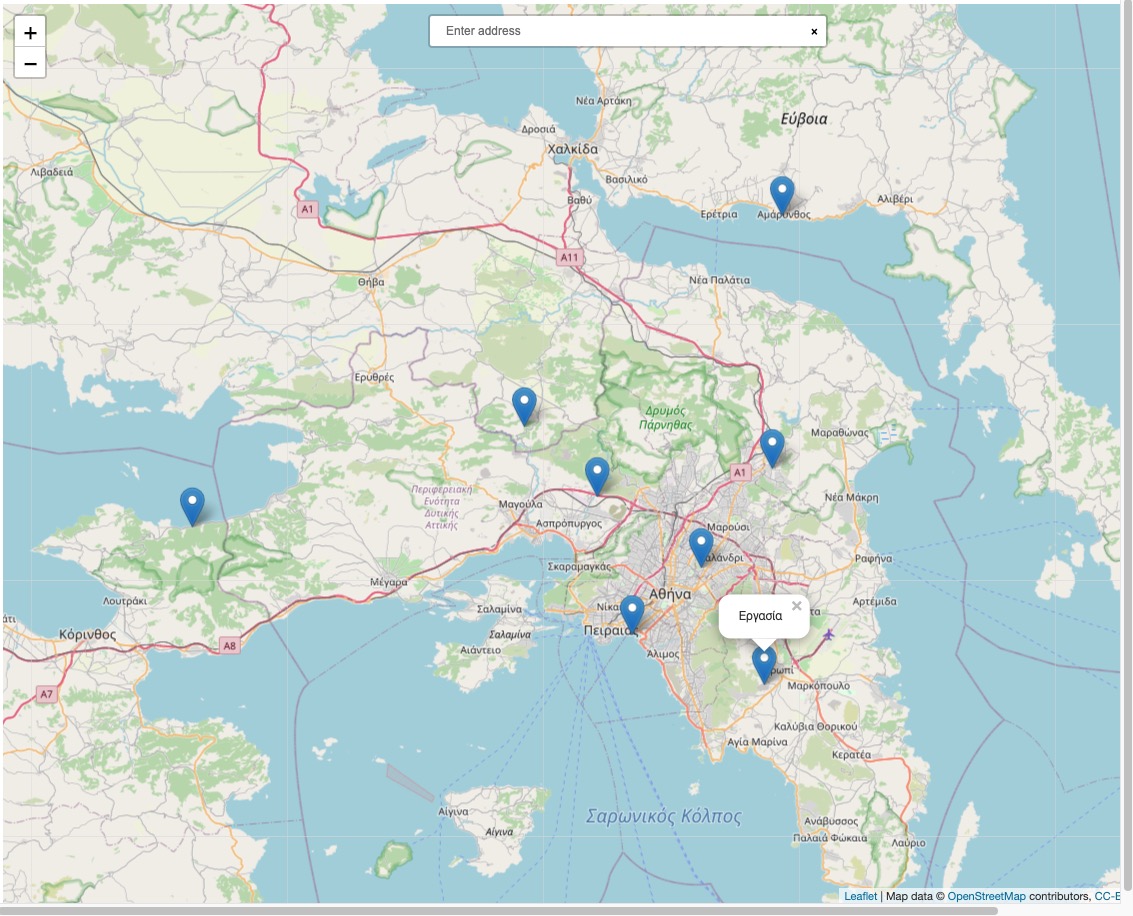 +
−
Enter address
×
Νέα Αρτάκη
Εύβοια
Δροσιά
Χαλκίδα
Λιβαδειά
Βασιλικό
Βαθύ
Αλιβέρι
A1
Ερέτρια
Αμάρυνθος
A11
Θήβα
Νέα Παλάτια
Ερυθρές
Δρυμός
Πάρνηθας
Μαραθώνας
A1
Περιφερειακή
Ενότητα
Δυτικής
Αττικής
Μαγούλα
Νέα Μάκρη
Ασπρόπυργος
Μαρούσι
Χαλάνδρι
Ραφήνα
Σκαραμαγκάς
Μέγαρα
Αθήνα
Λουτράκι
Αρτέμιδα
Σαλαμίνα
Εργασία
×
Κόρινθος
Σαλαμίνα
Πειραιάς
A8
Αιάντειο
Άλιμος
Μαρκόπουλο
A7
Καλύβια Θορικού
Αγία Μαρίνα
Κερατέα
Αίγινα
Σαρωνικός Κόλπος
Αίγινα
Ανάβυσσος
Παλαιά Φώκαια
Λαύριο
Leaflet | Map data © OpenStreetMap contributors, CC-B